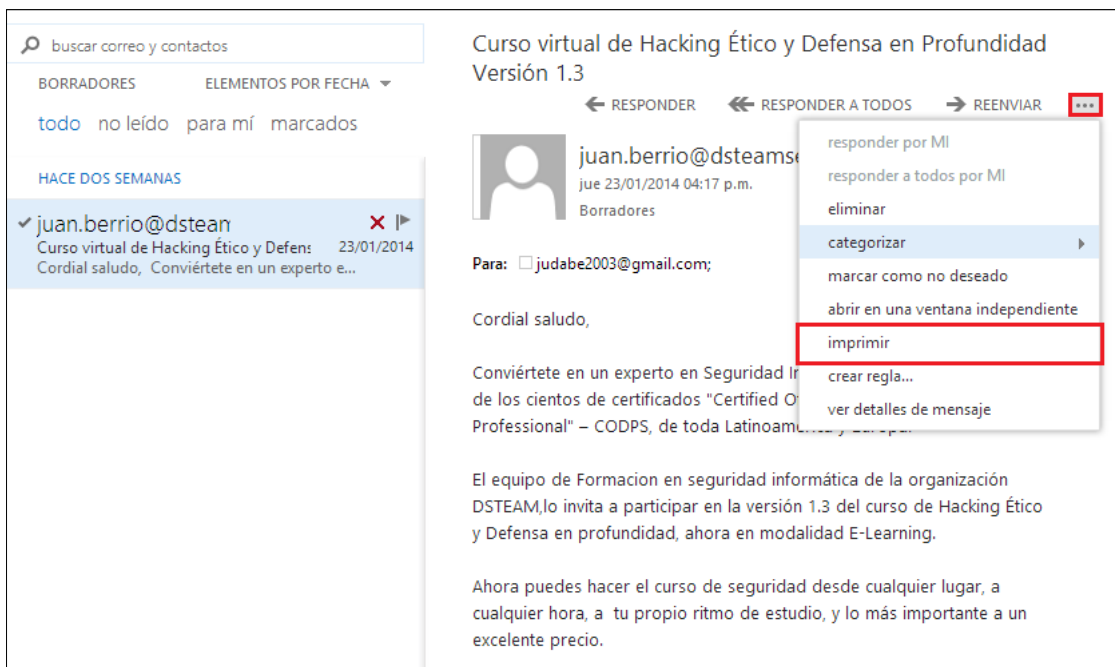 buscar correo y contactos
BORRADORES ELEMENTOS POR FECHA
todo no leído para mí marcados
HACE DOS SEMANAS
juan.berrio@dstean
Curso virtual de Hacking Ético y Defens 23/01/2014
Cordial saludo, Conviértete en un experto e...
Curso virtual de Hacking Ético y Defensa en Profundidad
Versión 1.3
RESPONDER RESPONDER A TODOS REENVIAR ...
juan.berrio@dsteamse
jue 23/01/2014 04:17 p.m.
Borradores
Para: judabe2003@gmail.com;
responder por MI
responder a todos por MI
eliminar
categorizar
marcar como no deseado
abrir en una ventana independiente
imprimir
crear regla...
ver detalles de mensaje
Cordial saludo,
Conviértete en un experto en Seguridad
de los cientos de certificados "Certified
Professional" – CODPS, de toda
El equipo de Formacion en seguridad informática de la organización
DSTEAM,lo invita a participar en la versión 1.3 del curso de Hacking Ético
y Defensa en profundidad, ahora en modalidad E-Learning.
Ahora puedes hacer el curso de seguridad desde cualquier lugar, a
cualquier hora, a tu propio ritmo de estudio, y lo más importante a un
excelente precio.